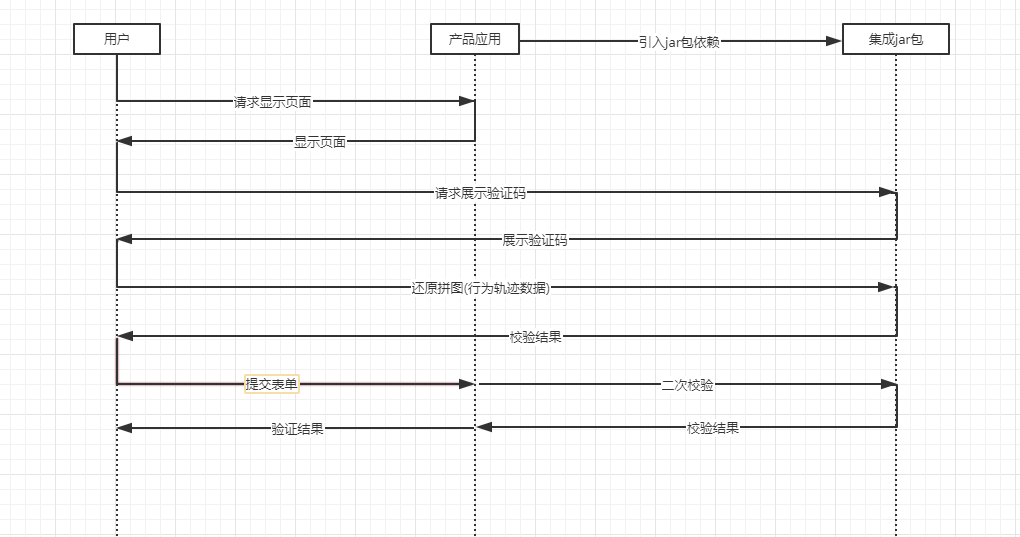 用户
产品应用
引入jar包依赖
集成jar包
请求显示页面
显示页面
请求展示验证码
展示验证码
还原拼图(行为轨迹数据)
校验结果
提交表单
二次校验
验证结果
校验结果